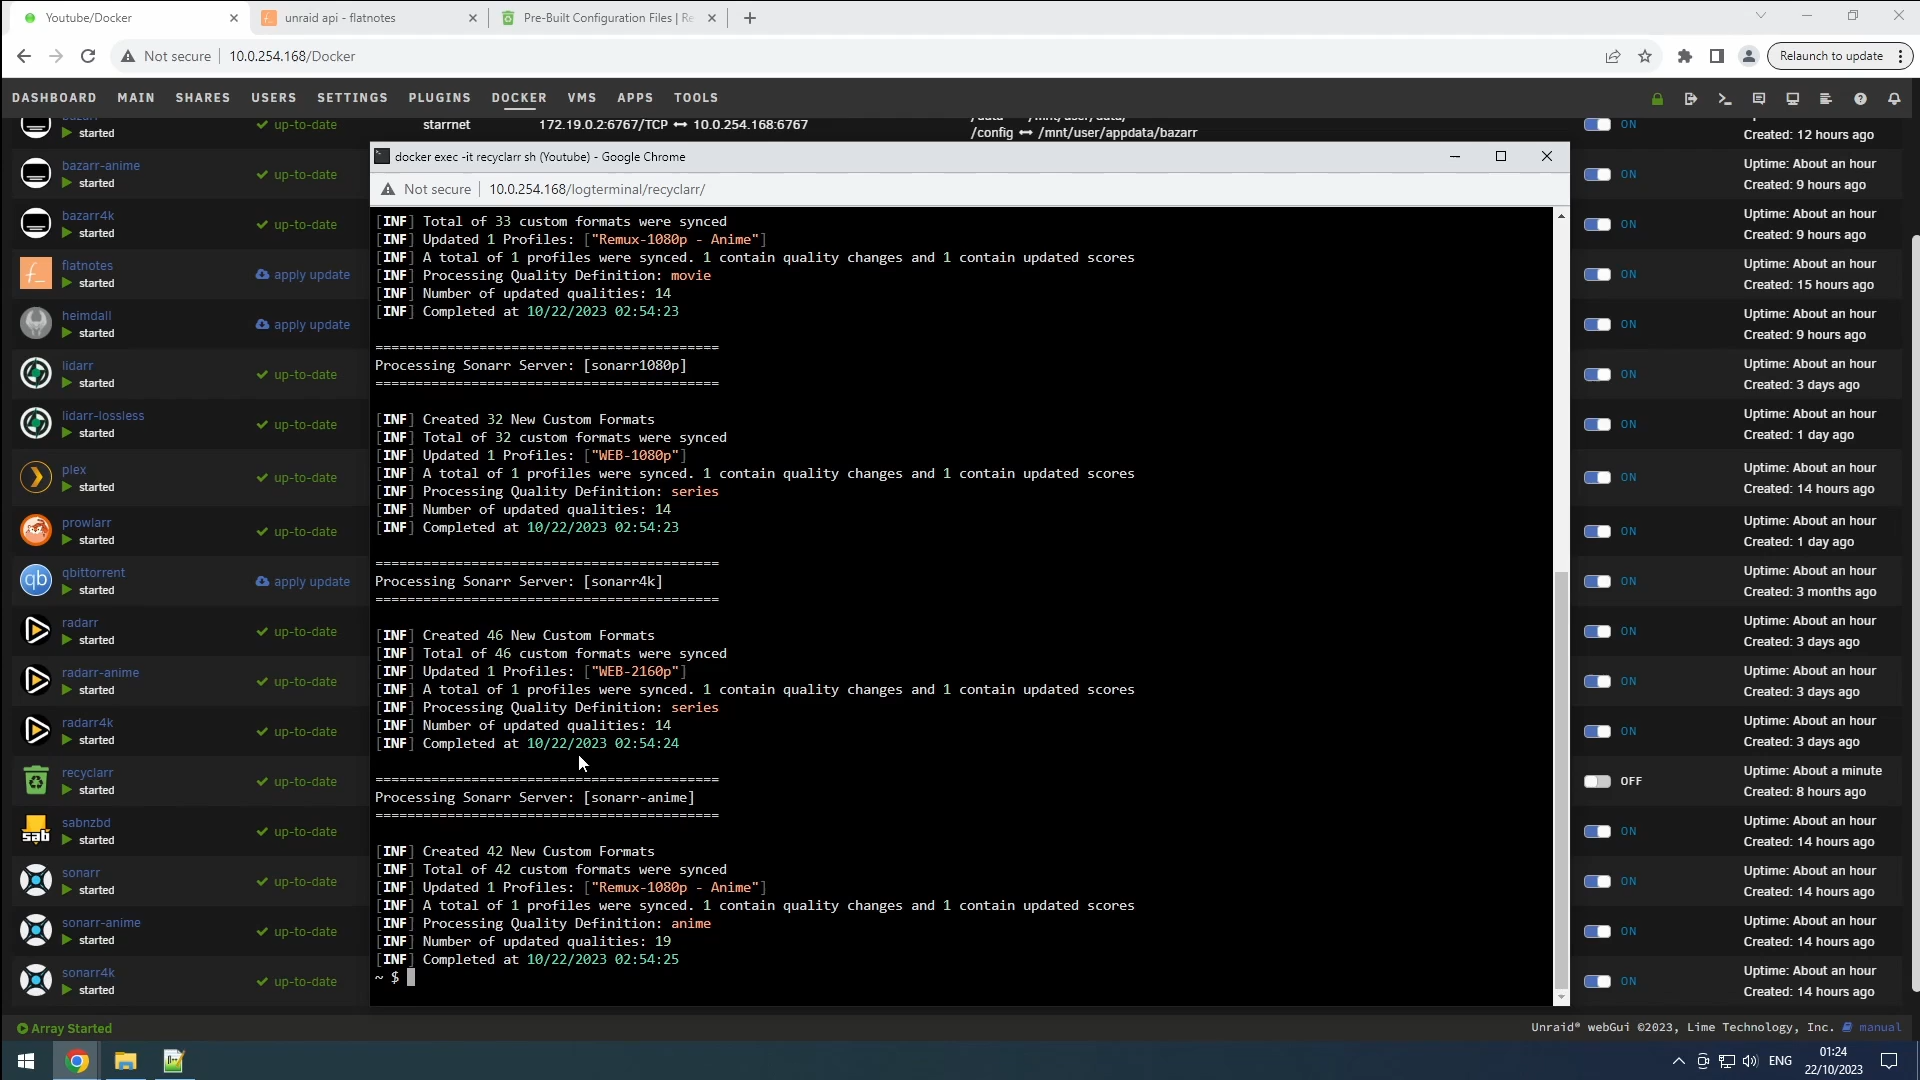 Youtube/Docker
unraid api - flatnotes
Pre-Built Configuration Files | Re
Not secure
10.0.254.168/Docker
Relaunch to update
DASHBOARD MAIN SHARES USERS SETTINGS PLUGINS DOCKER VMS APPS TOOLS
started
up-to-date
starrnet
172.19.0.2:6767/TCP ↔ 10.0.254.168:6767
/config ↔ /mnt/user/appdata/bazarr
ON
Created: 12 hours ago
docker exec -it recyclarr sh (Youtube) - Google Chrome
Not secure
10.0.254.168/logterminal/recyclarr/
[INF] Total of 33 custom formats were synced
[INF] Updated 1 Profiles: ["Remux-1080p - Anime"]
[INF] A total of 1 profiles were synced. 1 contain quality changes and 1 contain updated scores
[INF] Processing Quality Definition: movie
[INF] Number of updated qualities: 14
[INF] Completed at 10/22/2023 02:54:23
===========================================
Processing Sonarr Server: [sonarr1080p]
===========================================
[INF] Created 32 New Custom Formats
[INF] Total of 32 custom formats were synced
[INF] Updated 1 Profiles: ["WEB-1080p"]
[INF] A total of 1 profiles were synced. 1 contain quality changes and 1 contain updated scores
[INF] Processing Quality Definition: series
[INF] Number of updated qualities: 14
[INF] Completed at 10/22/2023 02:54:23
===========================================
Processing Sonarr Server: [sonarr4k]
===========================================
[INF] Created 46 New Custom Formats
[INF] Total of 46 custom formats were synced
[INF] Updated 1 Profiles: ["WEB-2160p"]
[INF] A total of 1 profiles were synced. 1 contain quality changes and 1 contain updated scores
[INF] Processing Quality Definition: series
[INF] Number of updated qualities: 14
[INF] Completed at 10/22/2023 02:54:24
===========================================
Processing Sonarr Server: [sonarr-anime]
===========================================
[INF] Created 42 New Custom Formats
[INF] Total of 42 custom formats were synced
[INF] Updated 1 Profiles: ["Remux-1080p - Anime"]
[INF] A total of 1 profiles were synced. 1 contain quality changes and 1 contain updated scores
[INF] Processing Quality Definition: anime
[INF] Number of updated qualities: 19
[INF] Completed at 10/22/2023 02:54:25
~ $
bazarr-anime
started
up-to-date
ON
Uptime: About an hour
Created: 9 hours ago
bazarr4k
started
up-to-date
ON
Uptime: About an hour
Created: 9 hours ago
flatnotes
started
apply update
ON
Uptime: About an hour
Created: 15 hours ago
heimdall
started
apply update
ON
Uptime: About an hour
Created: 9 hours ago
lidarr
started
up-to-date
ON
Uptime: About an hour
Created: 3 days ago
lidarr-lossless
started
up-to-date
ON
Uptime: About an hour
Created: 1 day ago
plex
started
up-to-date
ON
Uptime: About an hour
Created: 14 hours ago
prowlarr
started
up-to-date
ON
Uptime: About an hour
Created: 1 day ago
qb
qbittorrent
started
apply update
ON
Uptime: About an hour
Created: 3 months ago
radarr
started
up-to-date
ON
Uptime: About an hour
Created: 3 days ago
radarr-anime
started
up-to-date
ON
Uptime: About an hour
Created: 3 days ago
radarr4k
started
up-to-date
ON
Uptime: About an hour
Created: 3 days ago
recyclarr
started
up-to-date
OFF
Uptime: About a minute
Created: 8 hours ago
sab
sabnzbd
started
up-to-date
ON
Uptime: About an hour
Created: 14 hours ago
sonarr
started
up-to-date
ON
Uptime: About an hour
Created: 14 hours ago
sonarr-anime
started
up-to-date
ON
Uptime: About an hour
Created: 14 hours ago
sonarr4k
started
up-to-date
ON
Uptime: About an hour
Created: 14 hours ago
Array Started
Unraid® webGui ©2023, Lime Technology, Inc. manual
ENG
01:24
22/10/2023